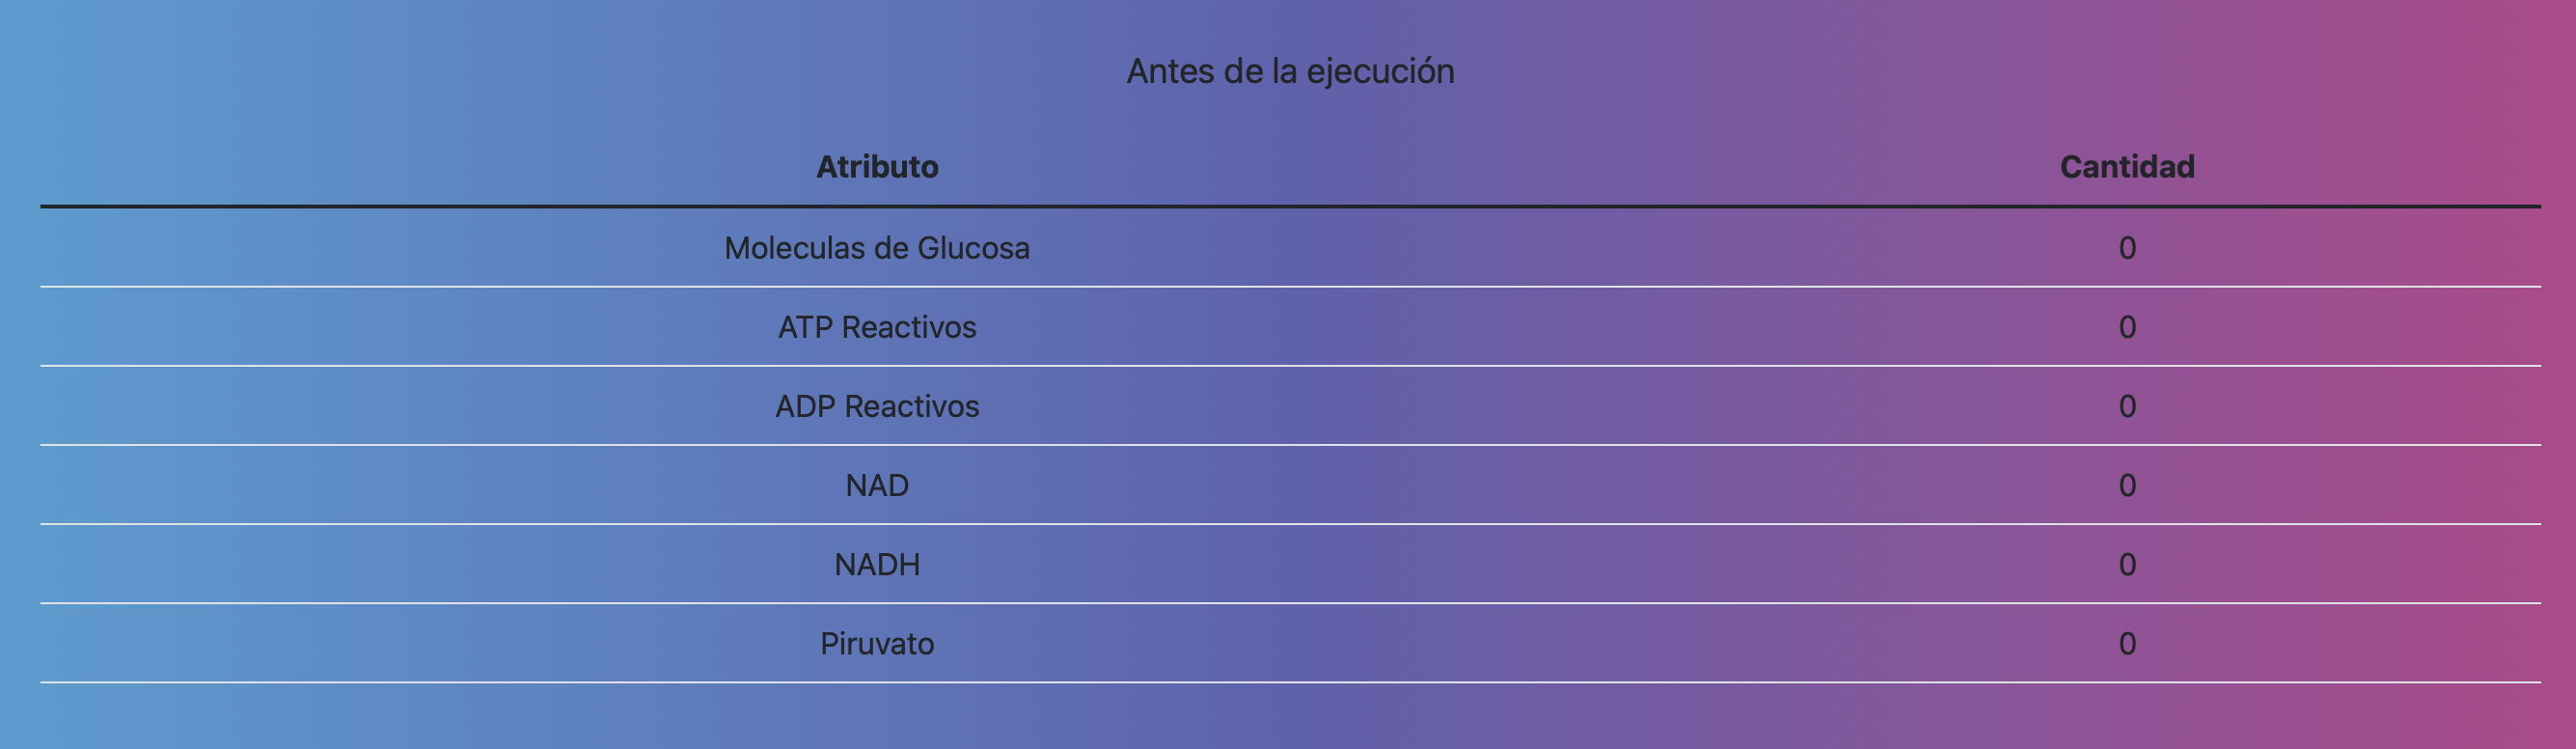 Antes de la ejecución
Atributo Cantidad
Moleculas de Glucosa 0
ATP Reactivos 0
ADP Reactivos 0
NAD 0
NADH 0
Piruvato 0